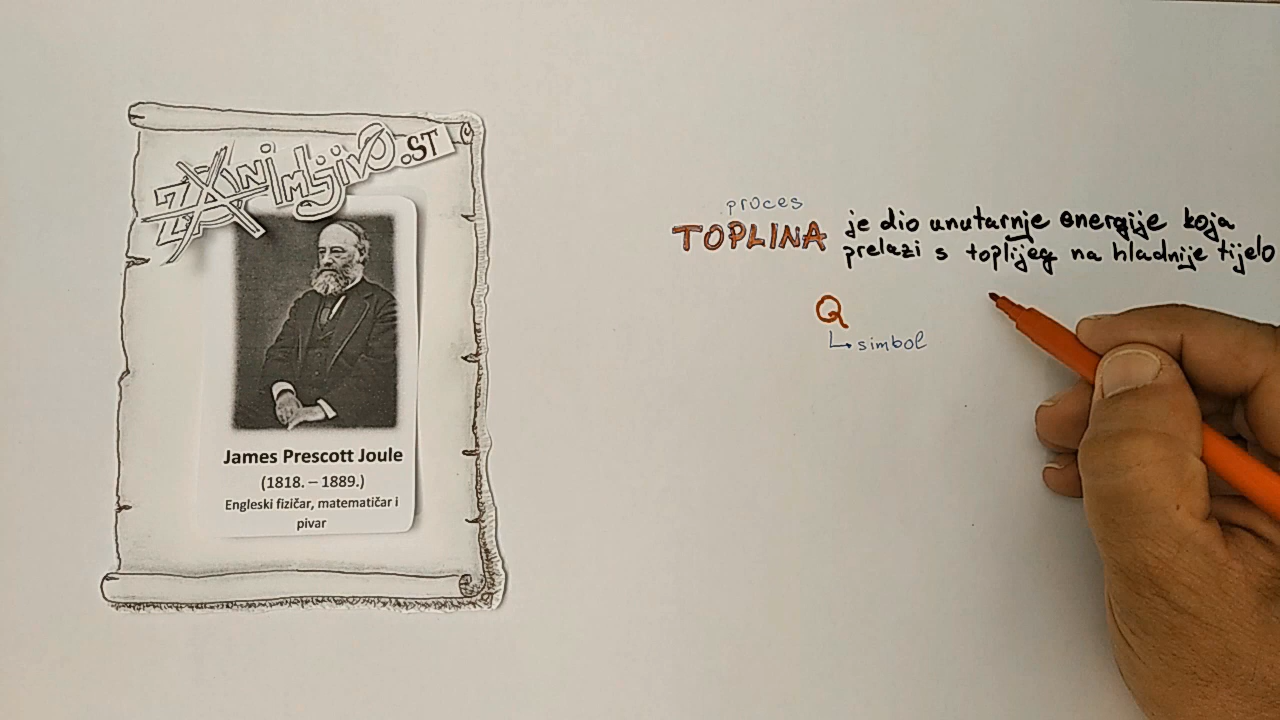 ZANimljivO.ST
James Prescott Joule
(1818. – 1889.)
Engleski fizičar, matematičar i
pivar
proces
TOPLINA je dio unutarnje energije koja
prelazi s toplijeg na hladnije tijelo
Q
simbol